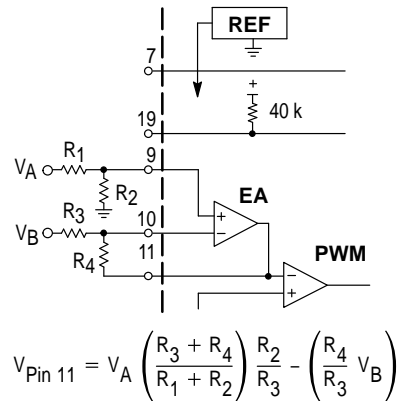 REF
7
+
40 k
19
R1
9
VA
R2
EA
+
R3
10
−
VB
11
PWM
R4
−
+
VPin 11 = VA (R3 + R4 / R1 + R2) R2 / R3 − (R4 / R3 VB)